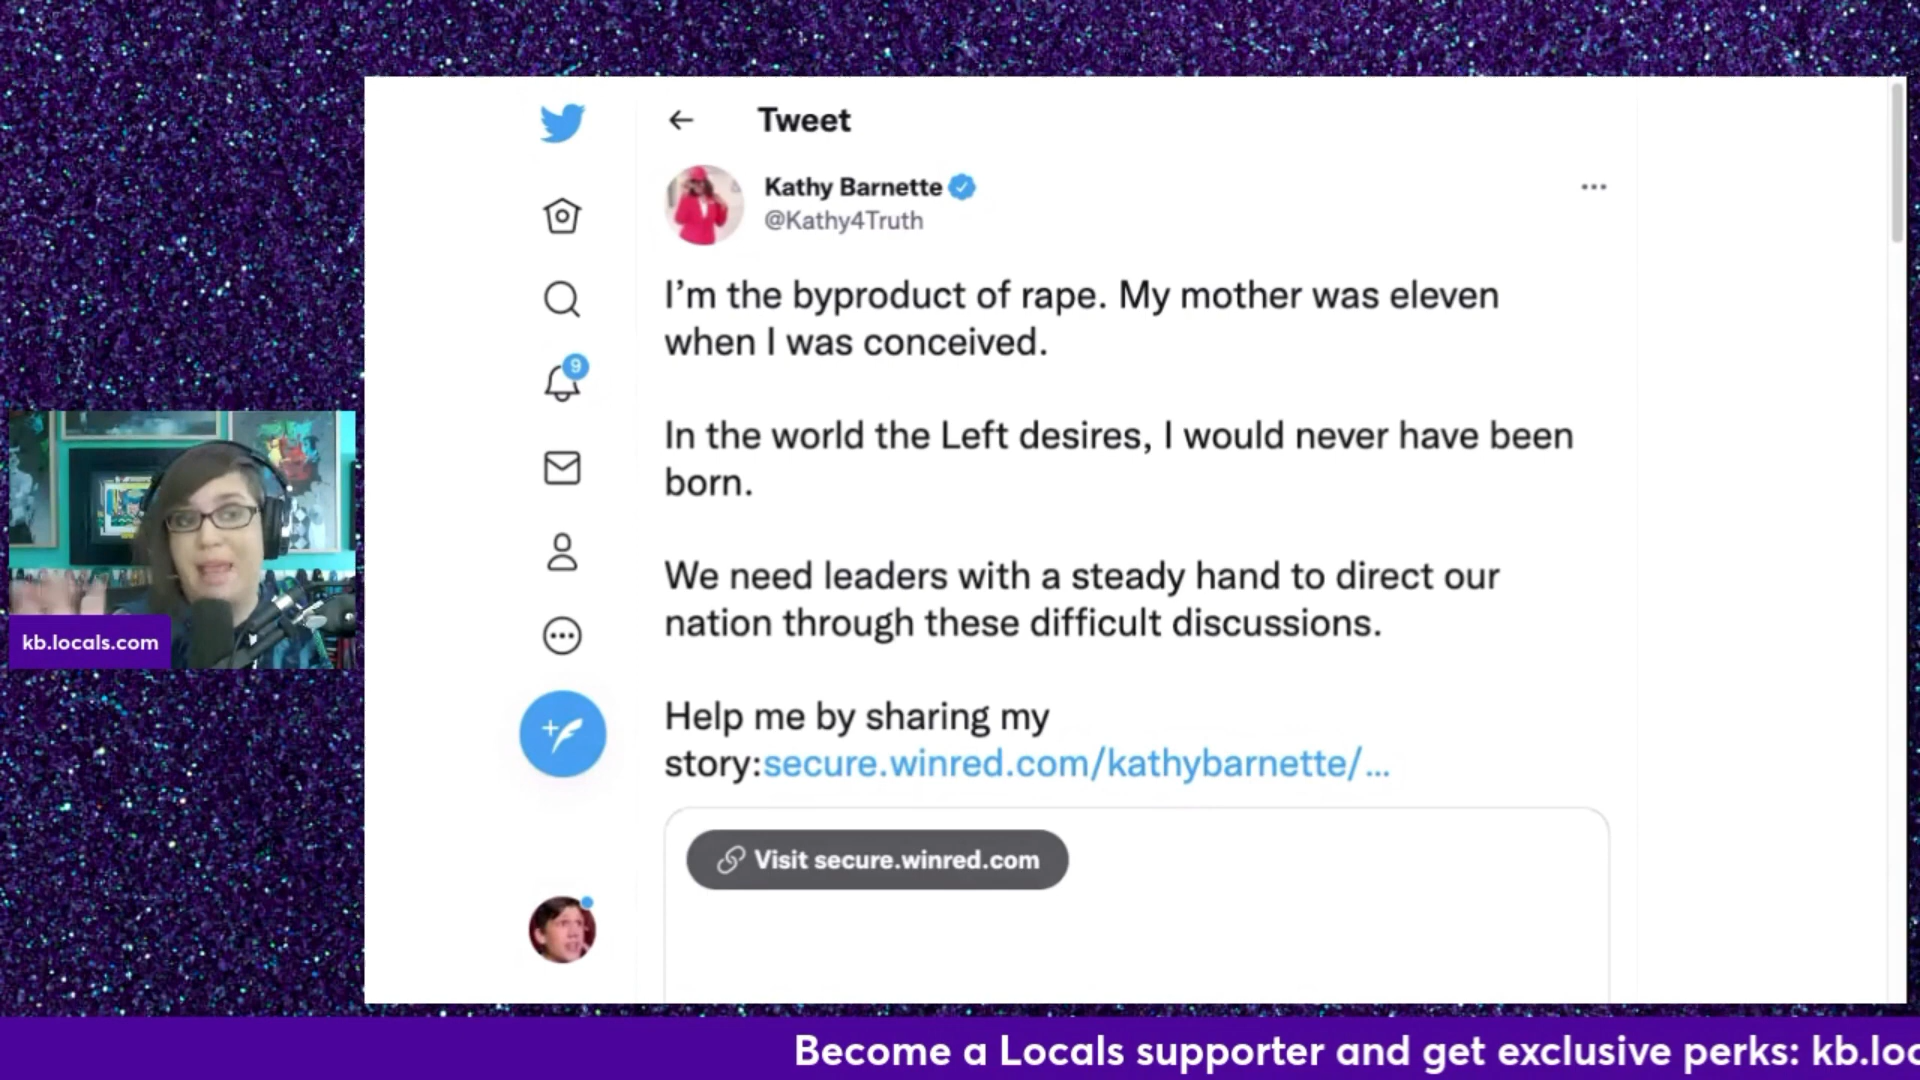 Tweet
Kathy Barnette
@Kathy4Truth
I’m the byproduct of rape. My mother was eleven
when I was conceived.
In the world the Left desires, I would never have been
born.
We need leaders with a steady hand to direct our
nation through these difficult discussions.
Help me by sharing my
story:secure.winred.com/kathybarnette/…
Visit secure.winred.com
9
kb.locals.com
Become a Locals supporter and get exclusive perks: kb.loc